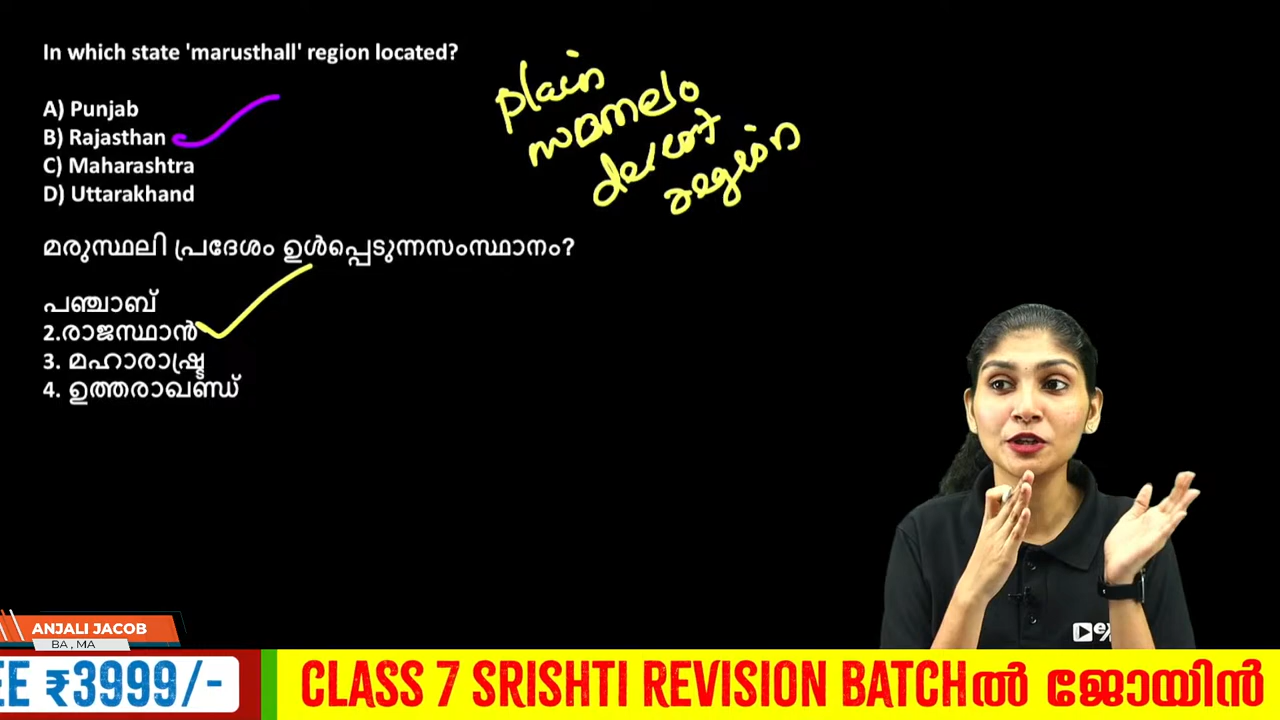 In which state 'marusthall' region located?
A) Punjab
B) Rajasthan
C) Maharashtra
D) Uttarakhand
മരുസ്ഥലി പ്രദേശം ഉൾപ്പെടുന്നസംസ്ഥാനം?
പഞ്ചാബ്
2.രാജസ്ഥാൻ
3. മഹാരാഷ്ട്ര
4. ഉത്തരാഖണ്ഡ്
plain
സമതലം
desert
region
ANJALI JACOB
BA , MA
EE ₹3999/-
CLASS 7 SRISHTI REVISION BATCHൽ ജോയിൻ